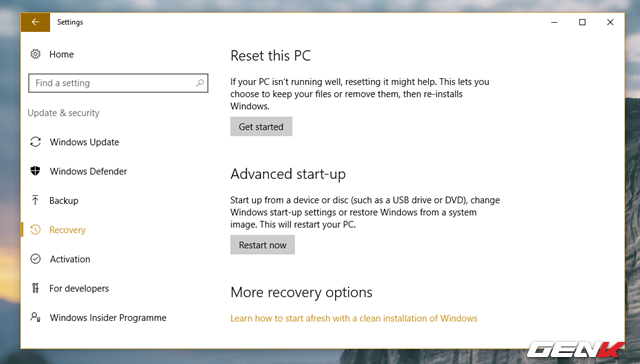 Settings
Home
Find a setting
Update & security
Windows Update
Windows Defender
Backup
Recovery
Activation
For developers
Windows Insider Programme
Reset this PC
If your PC isn't running well, resetting it might help. This lets you
choose to keep your files or remove them, then re-installs
Windows.
Get started
Advanced start-up
Start up from a device or disc (such as a USB drive or DVD), change
Windows start-up settings or restore Windows from a system
image. This will restart your PC.
Restart now
More recovery options
Learn how to start afresh with a clean installation of Windows
GENK